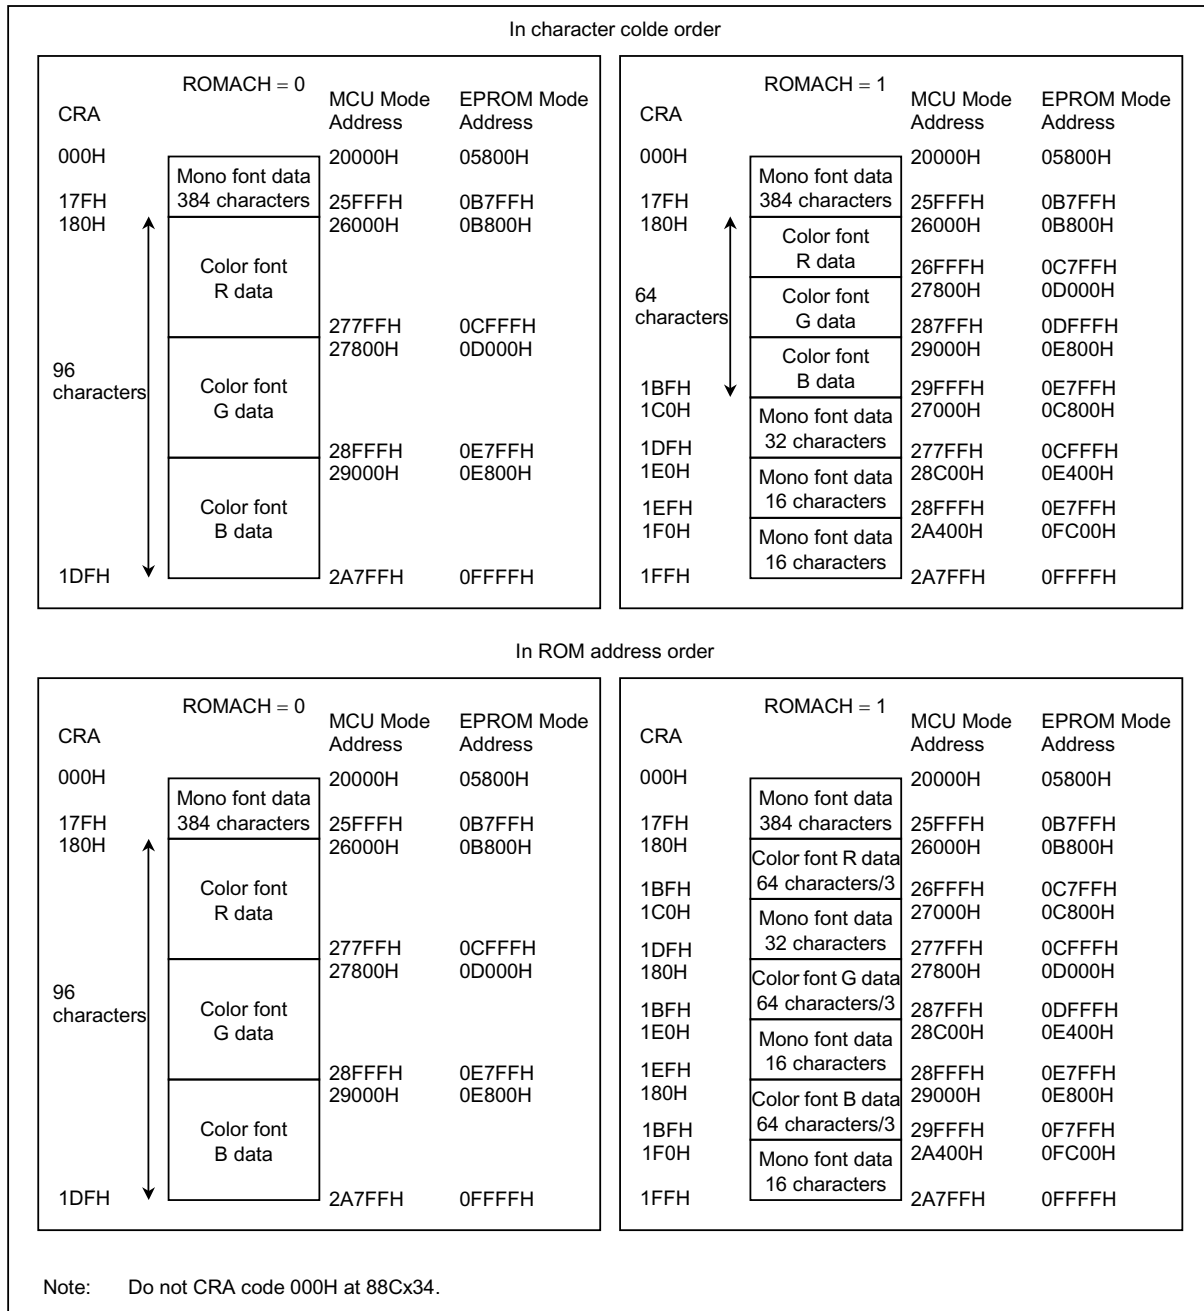 In character colde order
ROMACH = 0
CRA
MCU Mode Address
EPROM Mode Address
000H 20000H 05800H
Mono font data
384 characters
17FH 25FFFH 0B7FFH
180H 26000H 0B800H
Color font
R data
277FFH 0CFFFH
27800H 0D000H
96
characters
Color font
G data
28FFFH 0E7FFH
29000H 0E800H
Color font
B data
1DFH 2A7FFH 0FFFFH
ROMACH = 1
CRA
MCU Mode Address
EPROM Mode Address
000H 20000H 05800H
Mono font data
384 characters
17FH 25FFFH 0B7FFH
180H 26000H 0B800H
Color font
R data
26FFFH 0C7FFH
27800H 0D000H
64
characters
Color font
G data
287FFH 0DFFFH
29000H 0E800H
Color font
B data
1BFH 29FFFH 0E7FFH
1C0H 27000H 0C800H
Mono font data
32 characters
1DFH 277FFH 0CFFFH
1E0H 28C00H 0E400H
Mono font data
16 characters
1EFH 28FFFH 0E7FFH
1F0H 2A400H 0FC00H
Mono font data
16 characters
1FFH 2A7FFH 0FFFFH
In ROM address order
ROMACH = 0
CRA
MCU Mode Address
EPROM Mode Address
000H 20000H 05800H
Mono font data
384 characters
17FH 25FFFH 0B7FFH
180H 26000H 0B800H
Color font
R data
277FFH 0CFFFH
27800H 0D000H
96
characters
Color font
G data
28FFFH 0E7FFH
29000H 0E800H
Color font
B data
1DFH 2A7FFH 0FFFFH
ROMACH = 1
CRA
MCU Mode Address
EPROM Mode Address
000H 20000H 05800H
Mono font data
384 characters
17FH 25FFFH 0B7FFH
180H 26000H 0B800H
Color font R data
64 characters/3
1BFH 26FFFH 0C7FFH
1C0H 27000H 0C800H
Mono font data
32 characters
1DFH 277FFH 0CFFFH
180H 27800H 0D000H
Color font G data
64 characters/3
1BFH 287FFH 0DFFFH
1E0H 28C00H 0E400H
Mono font data
16 characters
1EFH 28FFFH 0E7FFH
180H 29000H 0E800H
Color font B data
64 characters/3
1BFH 29FFFH 0F7FFH
1F0H 2A400H 0FC00H
Mono font data
16 characters
1FFH 2A7FFH 0FFFFH
Note: Do not CRA code 000H at 88Cx34.